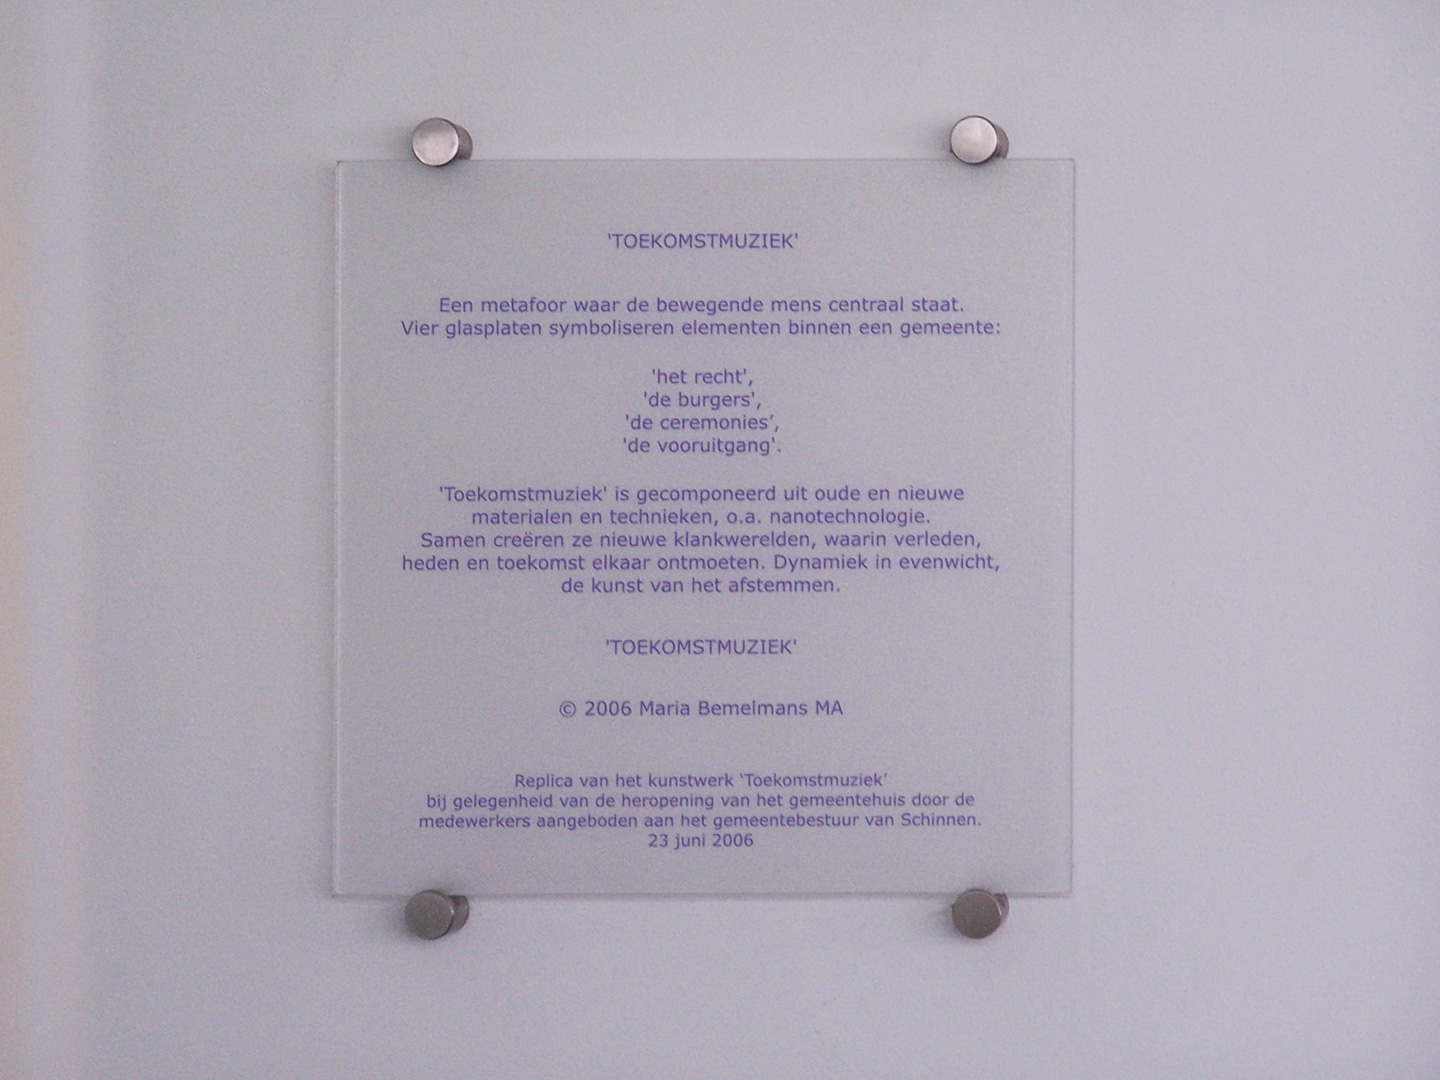 'TOEKOMSTMUZIEK'
Een metafoor waar de bewegende mens centraal staat.
Vier glasplaten symboliseren elementen binnen een gemeente:
'het recht',
'de burgers',
'de ceremonies’,
'de vooruitgang'.
'Toekomstmuziek' is gecomponeerd uit oude en nieuwe
materialen en technieken, o.a. nanotechnologie.
Samen creëren ze nieuwe klankwerelden, waarin verleden,
heden en toekomst elkaar ontmoeten. Dynamiek in evenwicht,
de kunst van het afstemmen.
'TOEKOMSTMUZIEK'
© 2006 Maria Bemelmans MA
Replica van het kunstwerk ‘Toekomstmuziek’
bij gelegenheid van de heropening van het gemeentehuis door de
medewerkers aangeboden aan het gemeentebestuur van Schinnen.
23 juni 2006